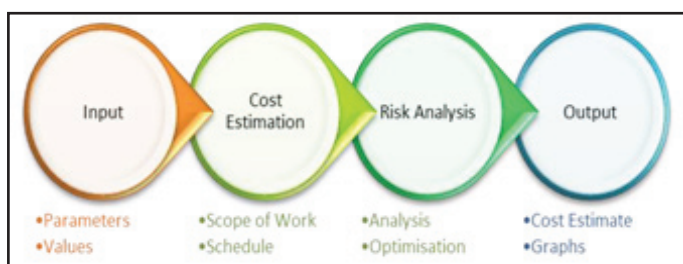 Input
Cost
Estimation
Risk Analysis
Output
•Parameters
•Values
•Scope of Work
•Schedule
•Analysis
•Optimisation
•Cost Estimate
•Graphs